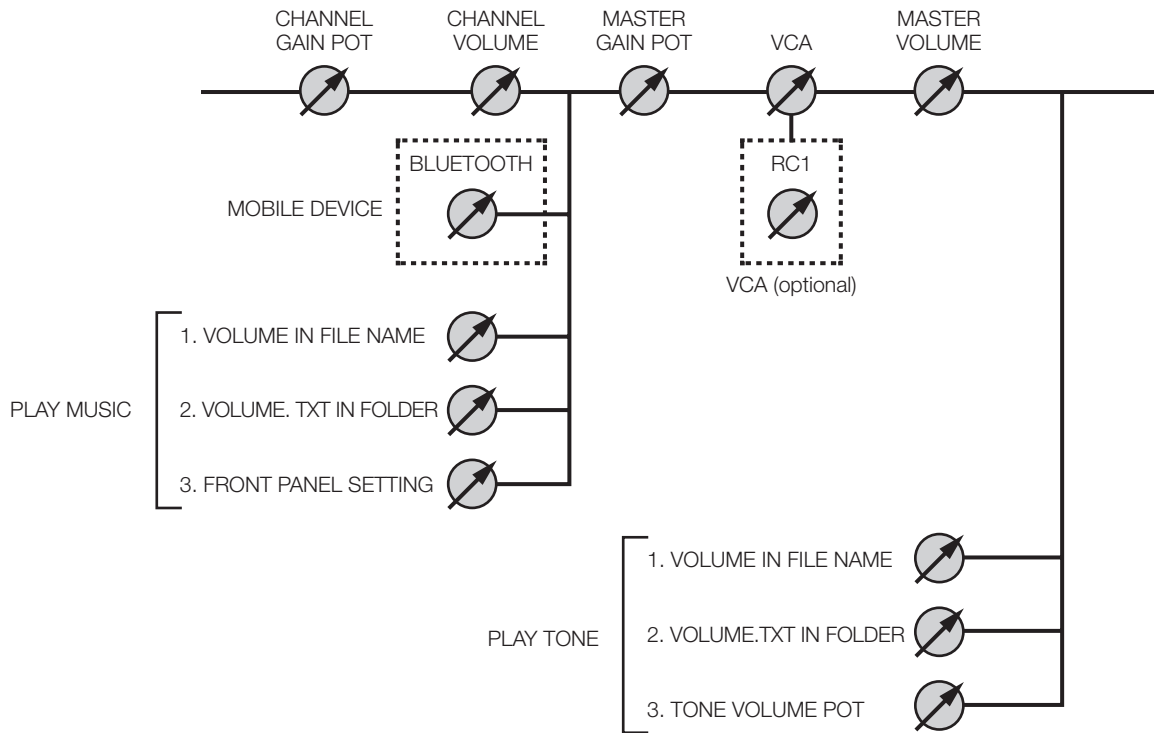 CHANNEL
GAIN POT
CHANNEL
VOLUME
MASTER
GAIN POT
VCA
MASTER
VOLUME
BLUETOOTH
MOBILE DEVICE
RC1
VCA (optional)
PLAY MUSIC
1. VOLUME IN FILE NAME
2. VOLUME. TXT IN FOLDER
3. FRONT PANEL SETTING
PLAY TONE
1. VOLUME IN FILE NAME
2. VOLUME.TXT IN FOLDER
3. TONE VOLUME POT